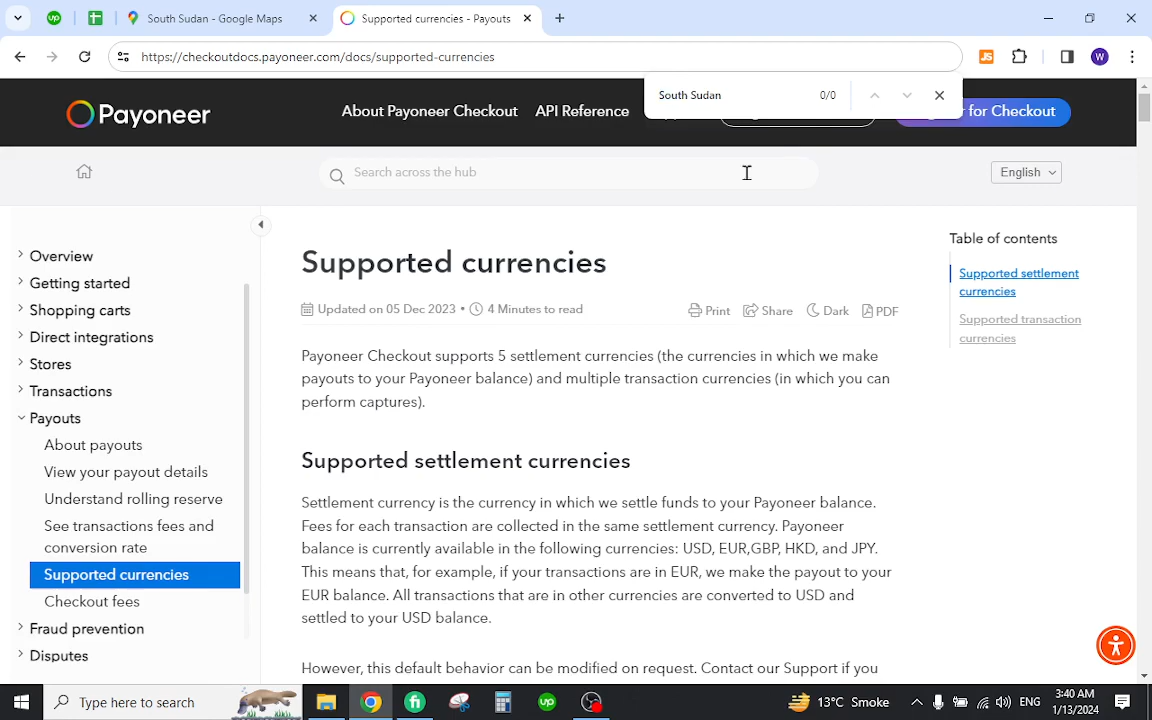 South Sudan - Google Maps
Supported currencies - Payouts
https://checkoutdocs.payoneer.com/docs/supported-currencies
South Sudan
0/0
Payoneer
About Payoneer Checkout
API Reference
for Checkout
Search across the hub
English
Overview
Getting started
Shopping carts
Direct integrations
Stores
Transactions
Payouts
About payouts
View your payout details
Understand rolling reserve
See transactions fees and
conversion rate
Supported currencies
Checkout fees
Fraud prevention
Disputes
Supported currencies
Updated on 05 Dec 2023 • 4 Minutes to read
Print
Share
Dark
PDF
Payoneer Checkout supports 5 settlement currencies (the currencies in which we make
payouts to your Payoneer balance) and multiple transaction currencies (in which you can
perform captures).
Supported settlement currencies
Settlement currency is the currency in which we settle funds to your Payoneer balance.
Fees for each transaction are collected in the same settlement currency. Payoneer
balance is currently available in the following currencies: USD, EUR,GBP, HKD, and JPY.
This means that, for example, if your transactions are in EUR, we make the payout to your
EUR balance. All transactions that are in other currencies are converted to USD and
settled to your USD balance.
However, this default behavior can be modified on request. Contact our Support if you
Table of contents
Supported settlement
currencies
Supported transaction
currencies
Type here to search
13°C Smoke
ENG
3:40 AM
1/13/2024